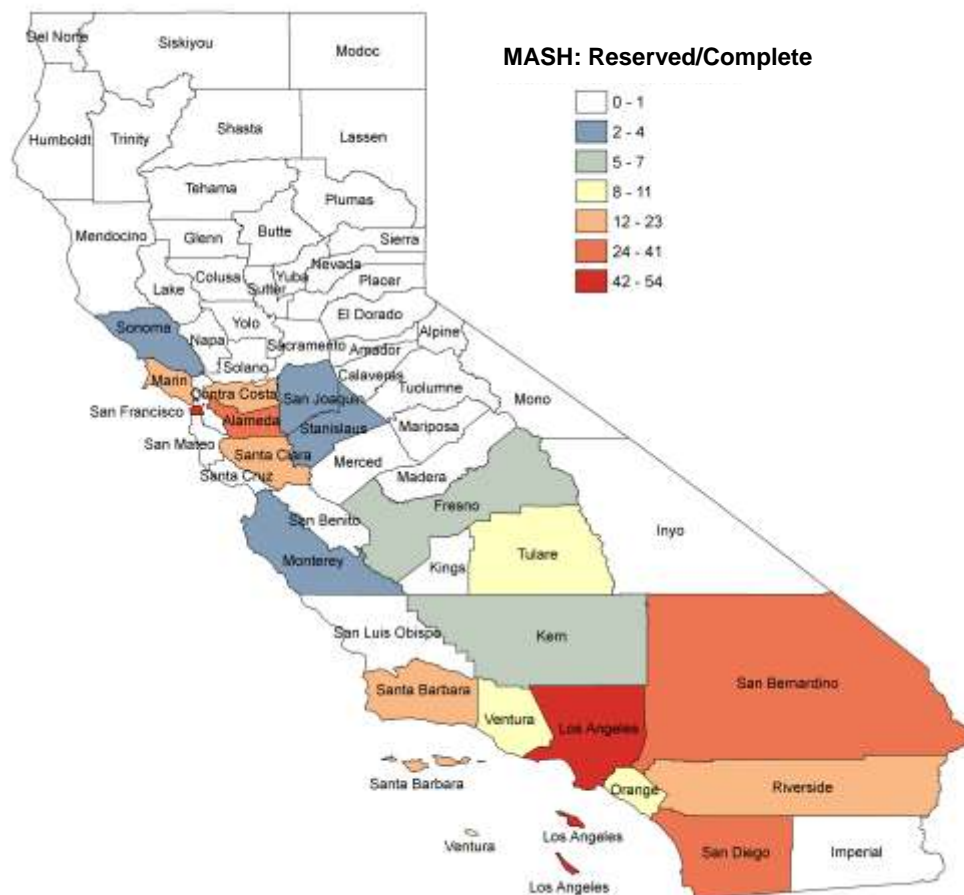 Del Norte
Siskiyou
Modoc
MASH: Reserved/Complete
0 - 1
2 - 4
5 - 7
8 - 11
12 - 23
24 - 41
42 - 54
Humboldt
Trinity
Shasta
Lassen
Tehama
Plumas
Mendocino
Glenn
Butte
Sierra
Lake
Colusa
Sutter
Yuba
Nevada
Placer
Sonoma
Napa
Yolo
El Dorado
Sacramento
Alpine
Solano
Amador
Marin
Contra Costa
Calaveras
Tuolumne
Mono
San Joaquin
San Francisco
Alameda
Stanislaus
Mariposa
San Mateo
Santa Clara
Merced
Santa Cruz
Madera
Fresno
San Benito
Inyo
Monterey
Kings
Tulare
San Luis Obispo
Kern
Santa Barbara
San Bernardino
Ventura
Los Angeles
Santa Barbara
Orange
Riverside
Ventura
Los Angeles
San Diego
Imperial
Los Angeles